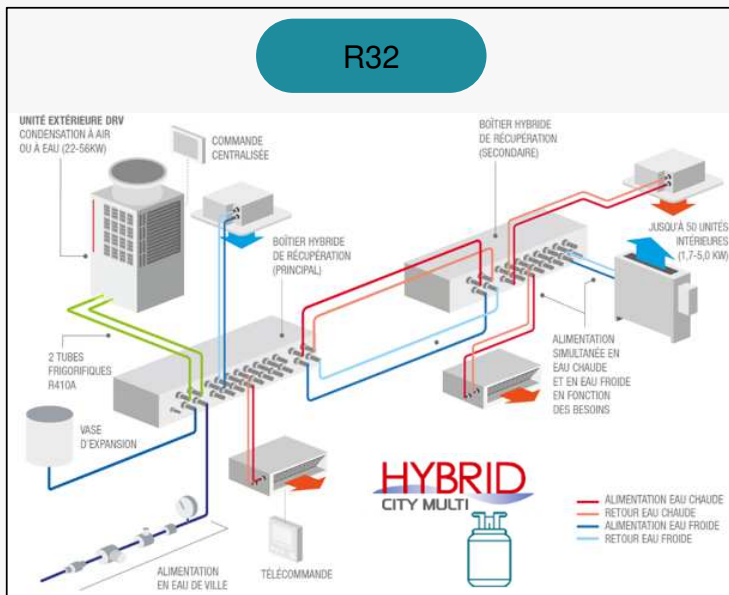 R32
UNITÉ EXTÉRIEURE DRV
CONDENSATION À AIR
OU À EAU (22-56KW)
COMMANDE
CENTRALISÉE
BOÎTIER HYBRIDE
DE RÉCUPÉRATION
(SECONDAIRE)
BOÎTIER HYBRIDE
DE RÉCUPÉRATION
(PRINCIPAL)
JUSQU'À 50 UNITÉS
INTÉRIEURES
(1,7-5,0 KW)
2 TUBES
FRIGORIFIQUES
R410A
ALIMENTATION
SIMULTANÉE EN
EAU CHAUDE
ET EN EAU FROIDE
EN FONCTION
DES BESOINS
VASE
D'EXPANSION
HYBRID
CITY MULTI
ALIMENTATION EAU CHAUDE
RETOUR EAU CHAUDE
ALIMENTATION EAU FROIDE
RETOUR EAU FROIDE
ALIMENTATION
EN EAU DE VILLE
TÉLÉCOMMANDE